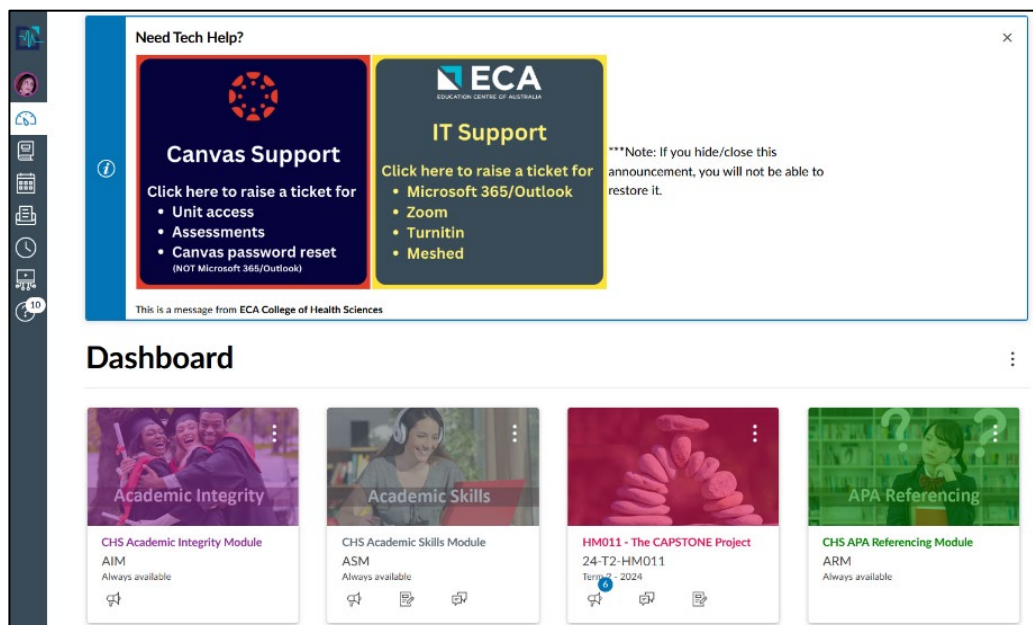 Need Tech Help?
Canvas Support
Click here to raise a ticket for
• Unit access
• Assessments
• Canvas password reset
(NOT Microsoft 365/Outlook)
ECA
EDUCATION CENTRE OF AUSTRALIA
IT Support
Click here to raise a ticket for
• Microsoft 365/Outlook
• Zoom
• Turnitin
• Meshed
***Note: If you hide/close this
announcement, you will not be able to
restore it.
This is a message from ECA College of Health Sciences
10
Dashboard
Academic Integrity
CHS Academic Integrity Module
AIM
Always available
Academic Skills
CHS Academic Skills Module
ASM
Always available
HM011 - The CAPSTONE Project
24-T2-HM011
Term 2 - 2024
6
? ?
APA Referencing
CHS APA Referencing Module
ARM
Always available